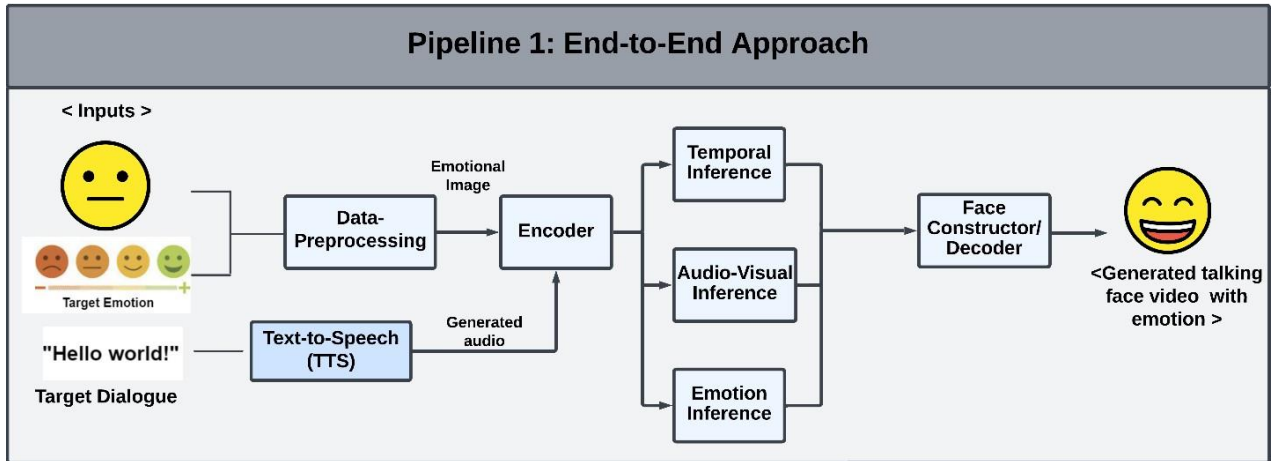 Pipeline 1: End-to-End Approach
< Inputs >
- +
Target Emotion
"Hello world!"
Target Dialogue
Data-
Preprocessing
Emotional
Image
Text-to-Speech
(TTS)
Generated
audio
Encoder
Temporal
Inference
Audio-Visual
Inference
Emotion
Inference
Face
Constructor/
Decoder
<Generated talking
face video with
emotion >